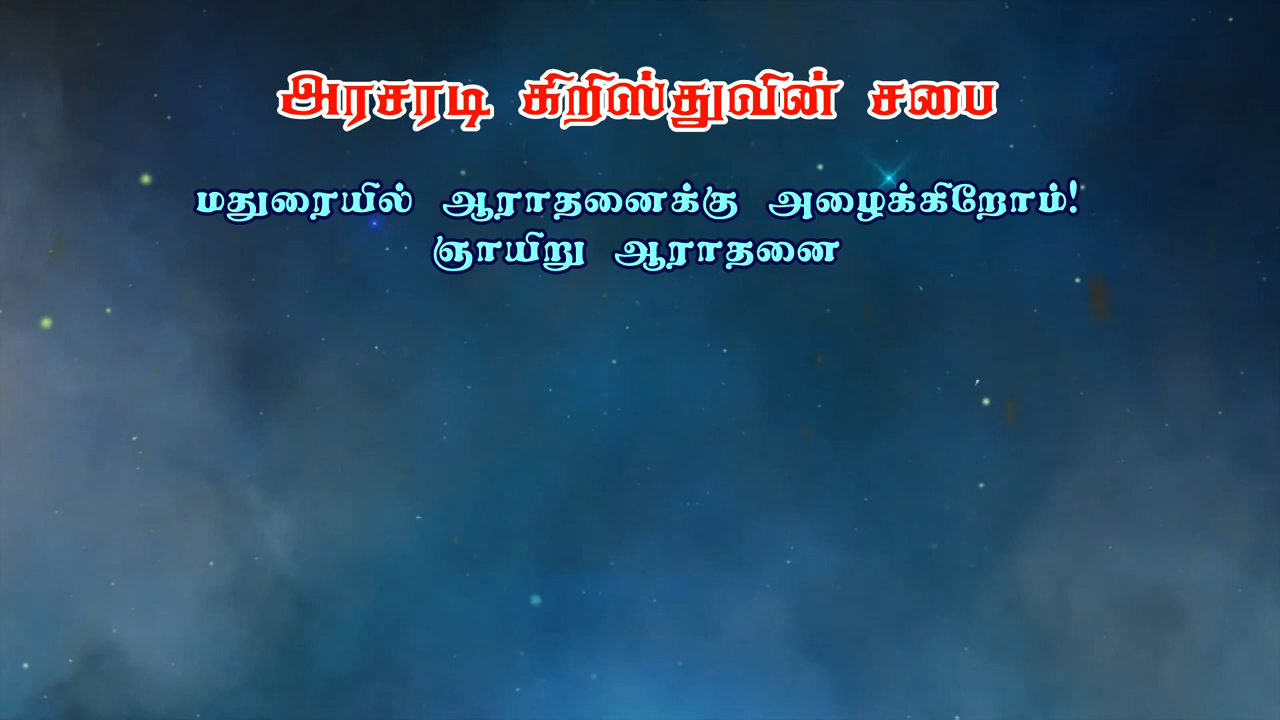 அரசரடி கிறிஸ்துவின் சபை
மதுரையில் ஆராதனைக்கு அழைக்கிறோம்!
ஞாயிறு ஆராதனை